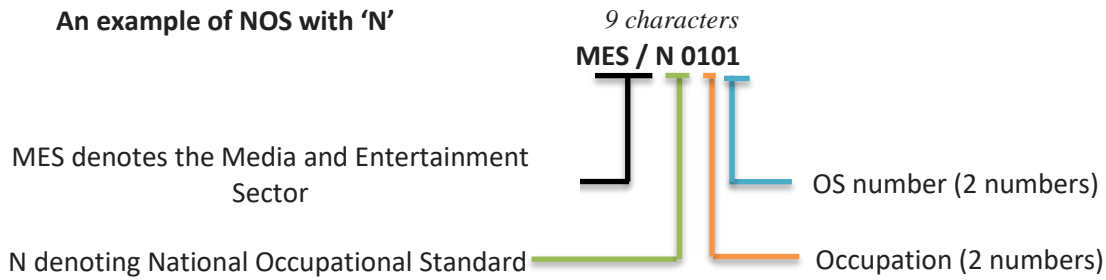 An example of NOS with ‘N’
9 characters
MES / N 0101
MES denotes the Media and Entertainment
Sector
OS number (2 numbers)
N denoting National Occupational Standard
Occupation (2 numbers)